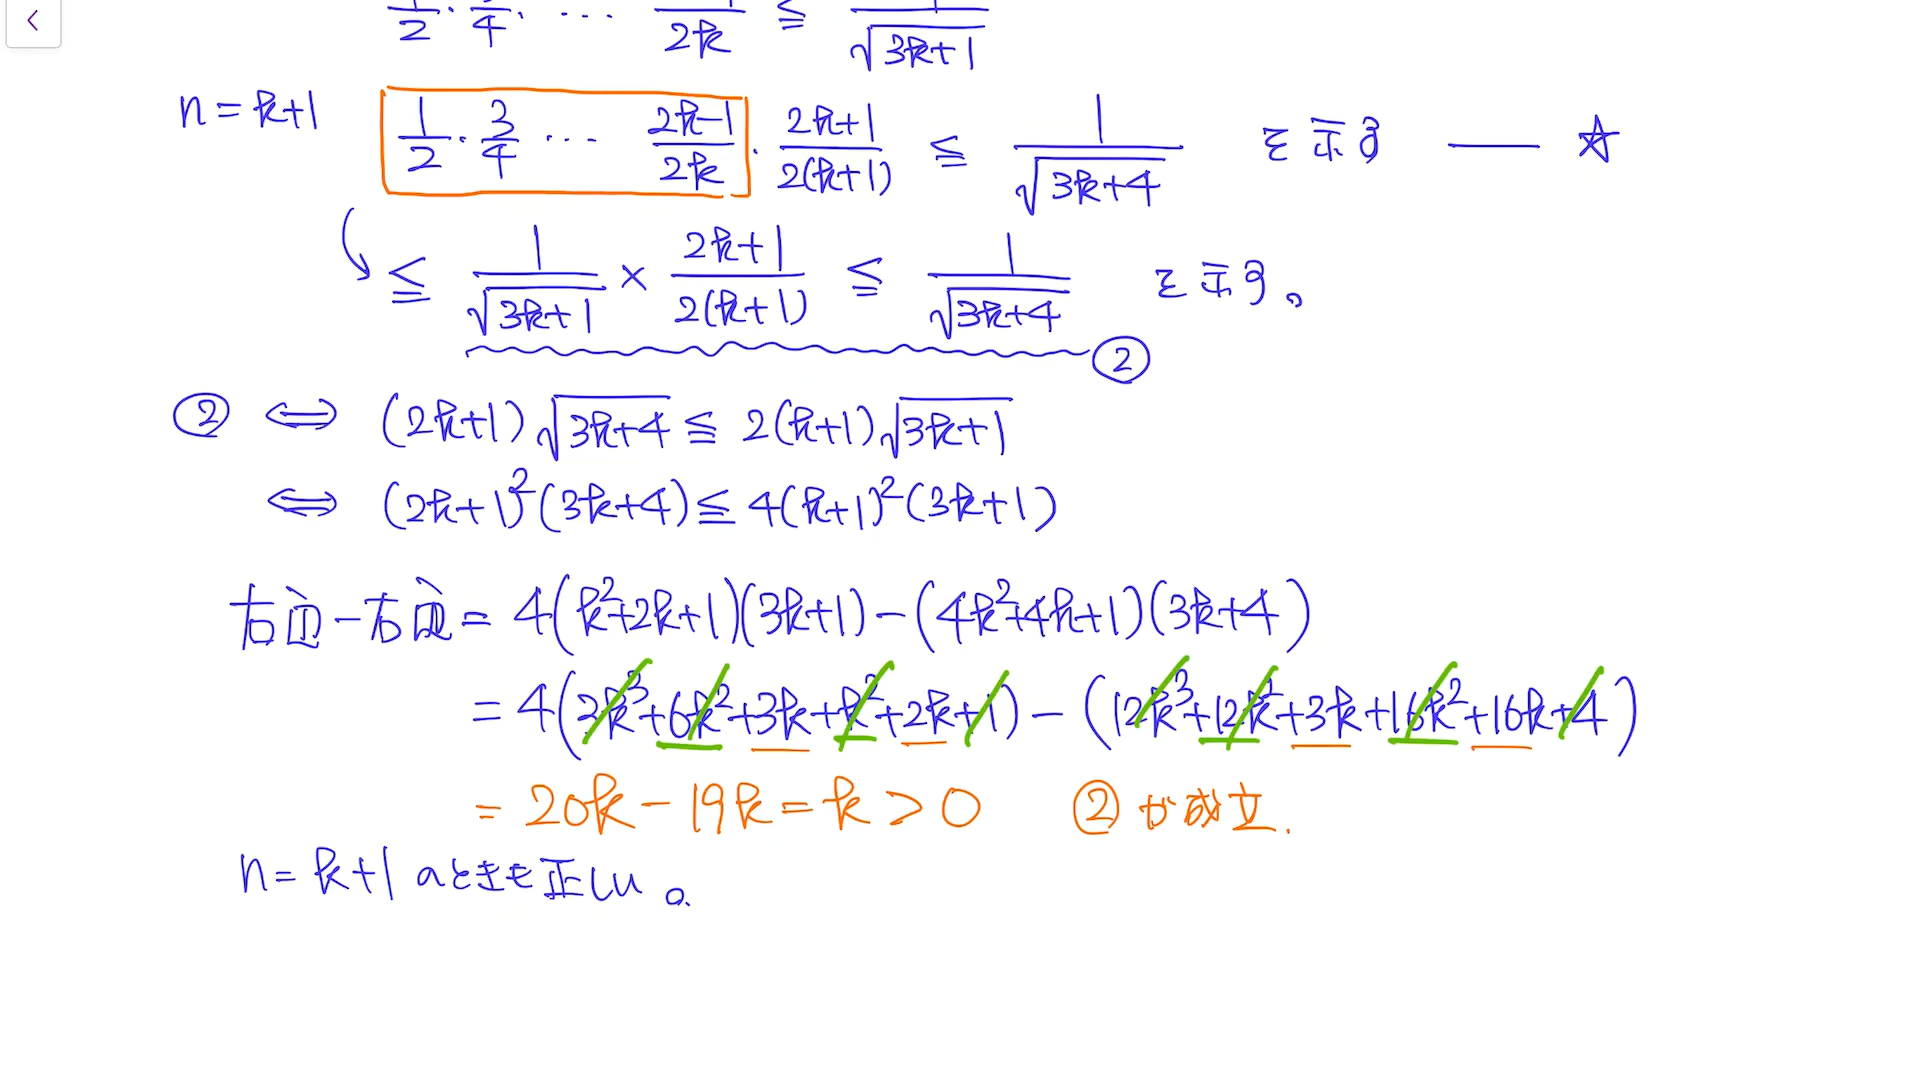 1/2・3/4・ … 2k-1/2k ≦ 1/√3k+1
n=k+1 1/2・3/4 … 2k-1/2k・2k+1/2(k+1) ≦ 1/√3k+4 を示す ― ☆
≦ 1/√3k+1 × 2k+1/2(k+1) ≦ 1/√3k+4 を示す。
②
② ⇔ (2k+1)√3k+4 ≦ 2(k+1)√3k+1
⇔ (2k+1)²(3k+4) ≦ 4(k+1)²(3k+1)
右辺-右辺 = 4(k²+2k+1)(3k+1)-(4k²+4k+1)(3k+4)
= 4(3k³+6k²+3k+k²+2k+1)-(12k³+12k²+3k+16k²+16k+4)
= 20k-19k=k>0 ②が成立.
n=k+1のときも正しい。